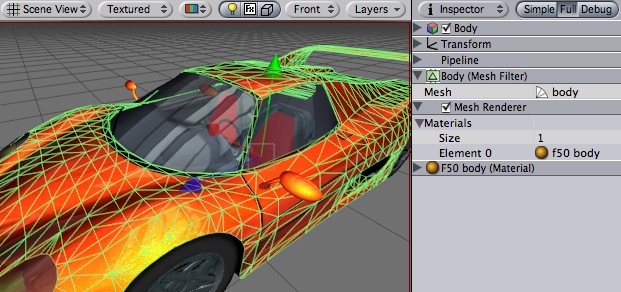 Scene View Textured Fx Front Layers
Inspector Simple Full Debug
Body
Transform
Pipeline
Body (Mesh Filter)
Mesh body
Mesh Renderer
Materials
Size 1
Element 0 f50 body
F50 body (Material)